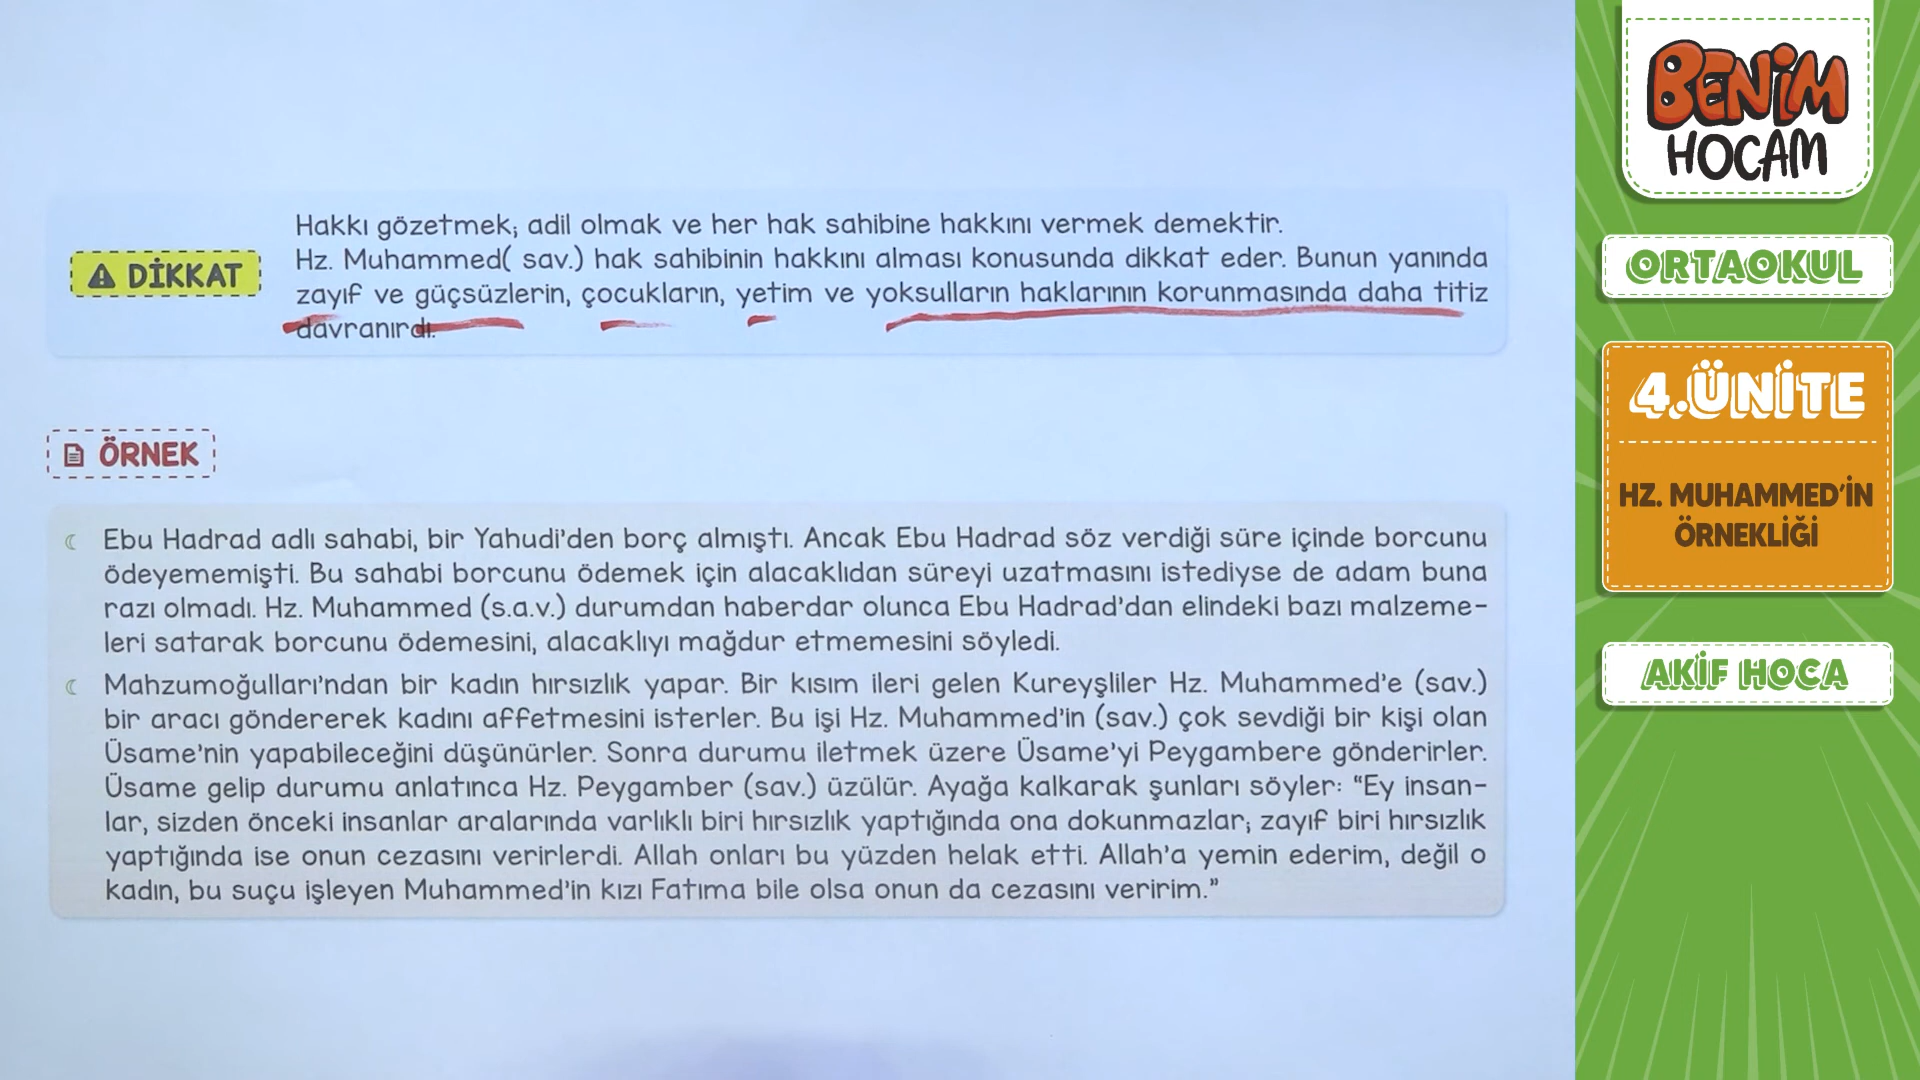 Hakkı gözetmek; adil olmak ve her hak sahibine hakkını vermek demektir.
Hz. Muhammed( sav.) hak sahibinin hakkını alması konusunda dikkat eder. Bunun yanında
DİKKAT
zayıf ve güçsüzlerin, çocukların, yetim ve yoksulların haklarının korunmasında daha titiz
davranırdı.
ÖRNEK
Ebu Hadrad adlı sahabi, bir Yahudi'den borç almıştı. Ancak Ebu Hadrad söz verdiği süre içinde borcunu
ödeyememişti. Bu sahabi borcunu ödemek için alacaklıdan süreyi uzatmasını istediyse de adam buna
razı olmadı. Hz. Muhammed (s.a.v.) durumdan haberdar olunca Ebu Hadrad'dan elindeki bazı malzeme-
leri satarak borcunu ödemesini, alacaklıyı mağdur etmemesini söyledi.
Mahzumoğulları'ndan bir kadın hırsızlık yapar. Bir kısım ileri gelen Kureyşliler Hz. Muhammed'e (sav.)
bir aracı göndererek kadını affetmesini isterler. Bu işi Hz. Muhammed'in (sav.) çok sevdiği bir kişi olan
Üsame'nin yapabileceğini düşünürler. Sonra durumu iletmek üzere Üsame'yi Peygambere gönderirler.
Üsame gelip durumu anlatınca Hz. Peygamber (sav.) üzülür. Ayağa kalkarak şunları söyler: “Ey insan-
lar, sizden önceki insanlar aralarında varlıklı biri hırsızlık yaptığında ona dokunmazlar; zayıf biri hırsızlık
yaptığında ise onun cezasını verirlerdi. Allah onları bu yüzden helak etti. Allah'a yemin ederim, değil o
kadın, bu suçu işleyen Muhammed'in kızı Fatıma bile olsa onun da cezasını veririm.”
BENİM
HOCAM
ORTAOKUL
4.ÜNİTE
HZ. MUHAMMED'İN
ÖRNEKLİĞİ
AKİF HOCA